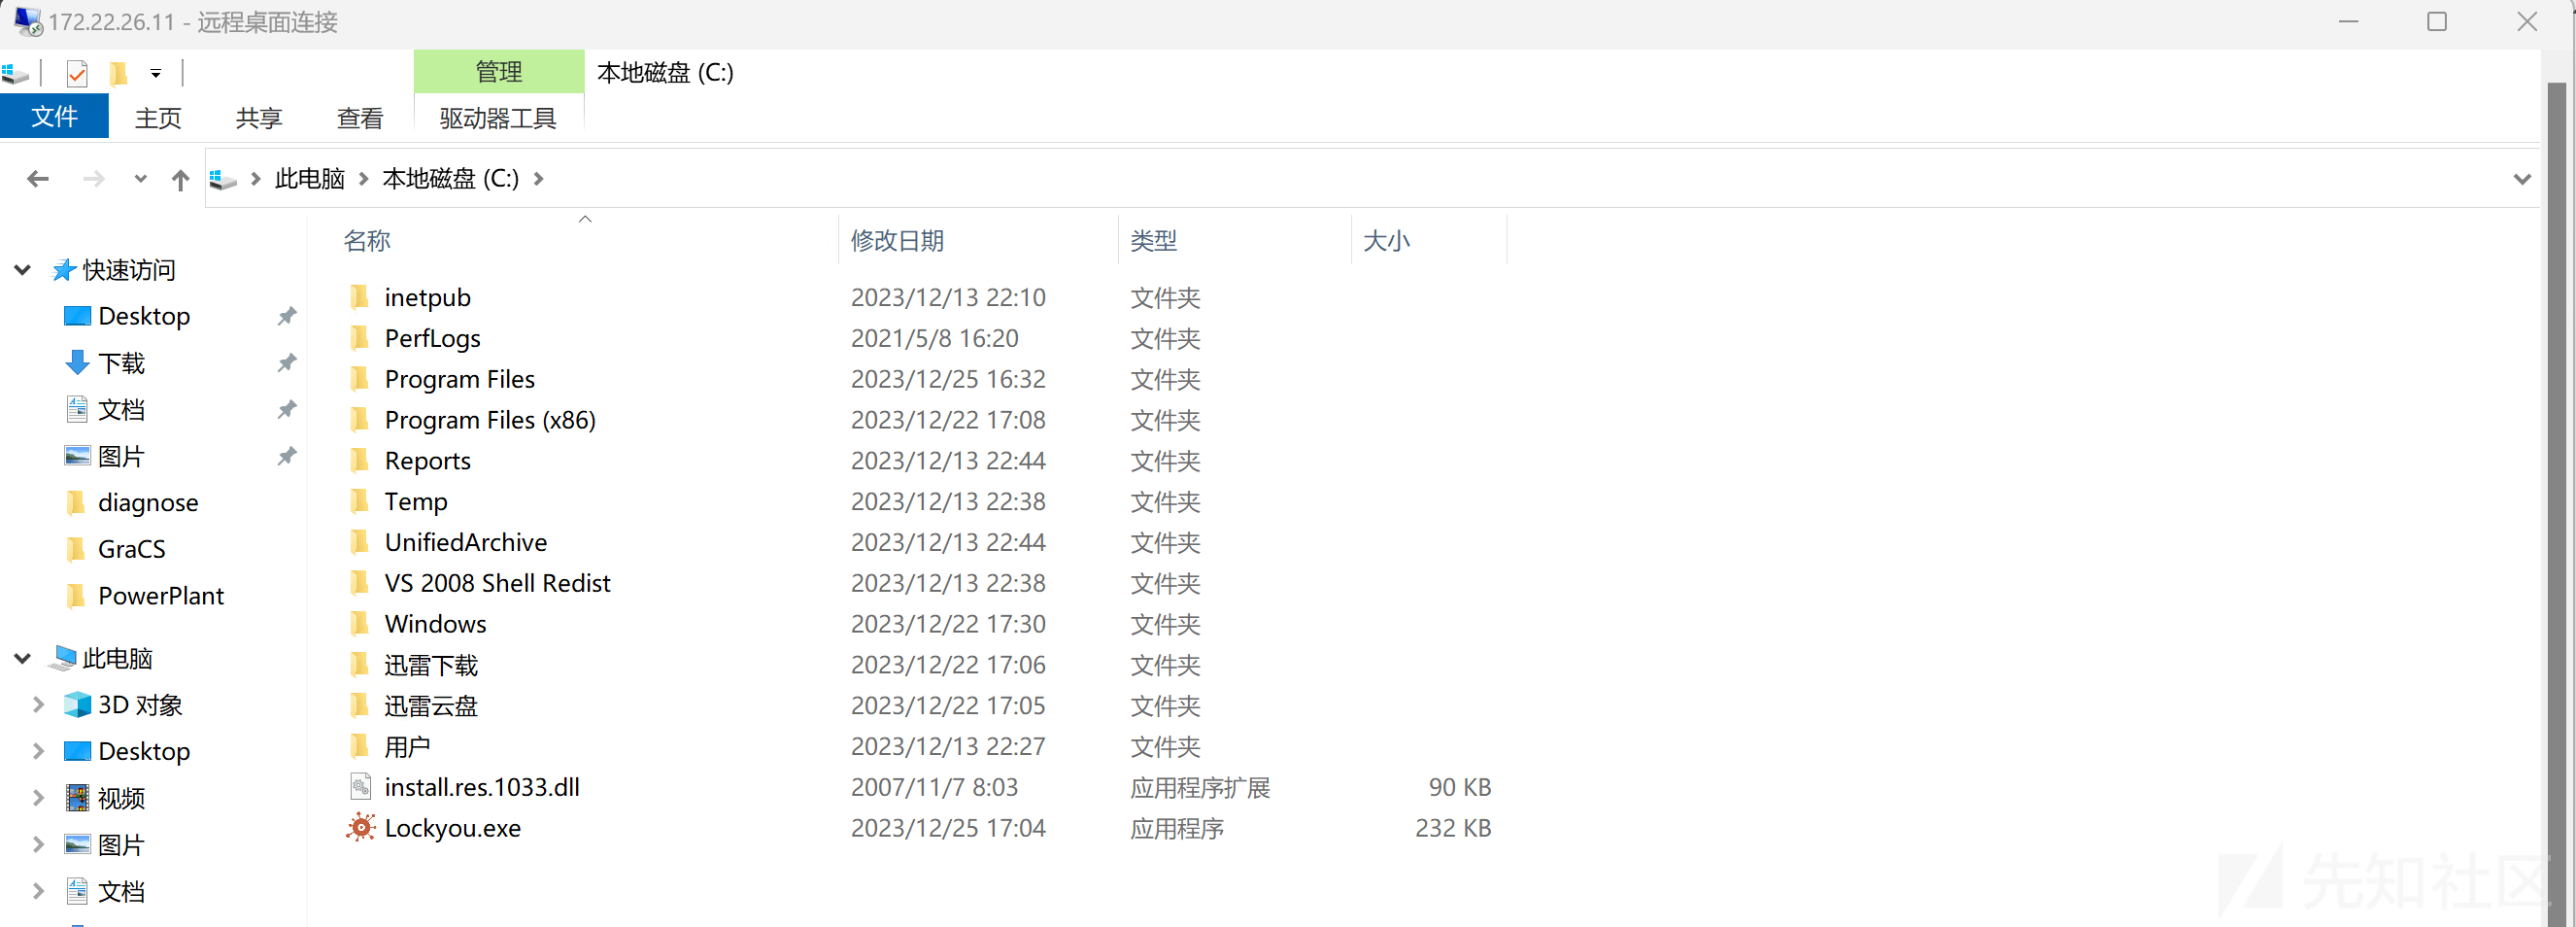 172.22.26.11 - 远程桌面连接
管理 本地磁盘 (C:)
文件 主页 共享 查看 驱动器工具
此电脑 本地磁盘 (C:)
名称 修改日期 类型 大小
快速访问
Desktop
下载
文档
图片
diagnose
GraCS
PowerPlant
此电脑
3D 对象
Desktop
视频
图片
文档
inetpub 2023/12/13 22:10 文件夹
PerfLogs 2021/5/8 16:20 文件夹
Program Files 2023/12/25 16:32 文件夹
Program Files (x86) 2023/12/22 17:08 文件夹
Reports 2023/12/13 22:44 文件夹
Temp 2023/12/13 22:38 文件夹
UnifiedArchive 2023/12/13 22:44 文件夹
VS 2008 Shell Redist 2023/12/13 22:38 文件夹
Windows 2023/12/22 17:30 文件夹
迅雷下载 2023/12/22 17:06 文件夹
迅雷云盘 2023/12/22 17:05 文件夹
用户 2023/12/13 22:27 文件夹
install.res.1033.dll 2007/11/7 8:03 应用程序扩展 90 KB
Lockyou.exe 2023/12/25 17:04 应用程序 232 KB
先知社区